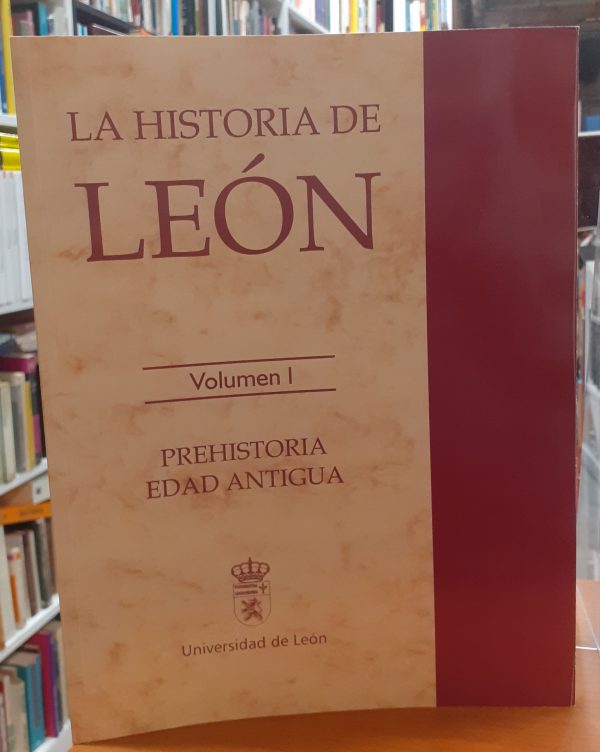 LA HISTORIA DE
LEÓN
Volumen I
PREHISTORIA
EDAD ANTIGUA
Universidad de León